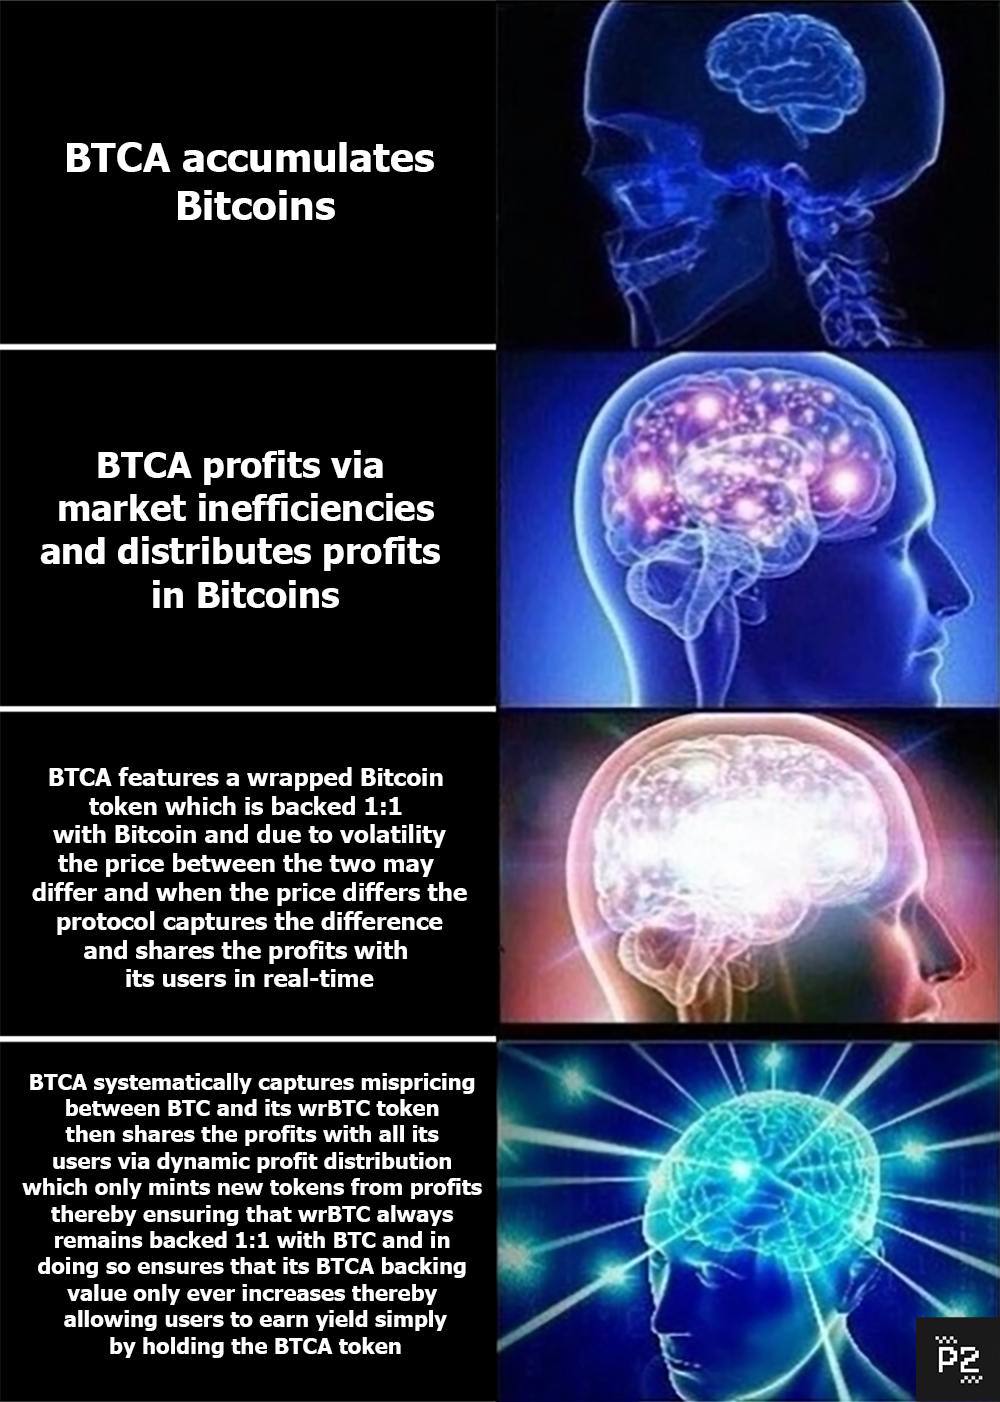 BTCA accumulates
Bitcoins
BTCA profits via
market inefficiencies
and distributes profits
in Bitcoins
BTCA features a wrapped Bitcoin
token which is backed 1:1
with Bitcoin and due to volatility
the price between the two may
differ and when the price differs the
protocol captures the difference
and shares the profits with
its users in real-time
BTCA systematically captures mispricing
between BTC and its wrBTC token
then shares the profits with all its
users via dynamic profit distribution
which only mints new tokens from profits
thereby ensuring that wrBTC always
remains backed 1:1 with BTC and in
doing so ensures that its BTCA backing
value only ever increases thereby
allowing users to earn yield simply
by holding the BTCA token
P2